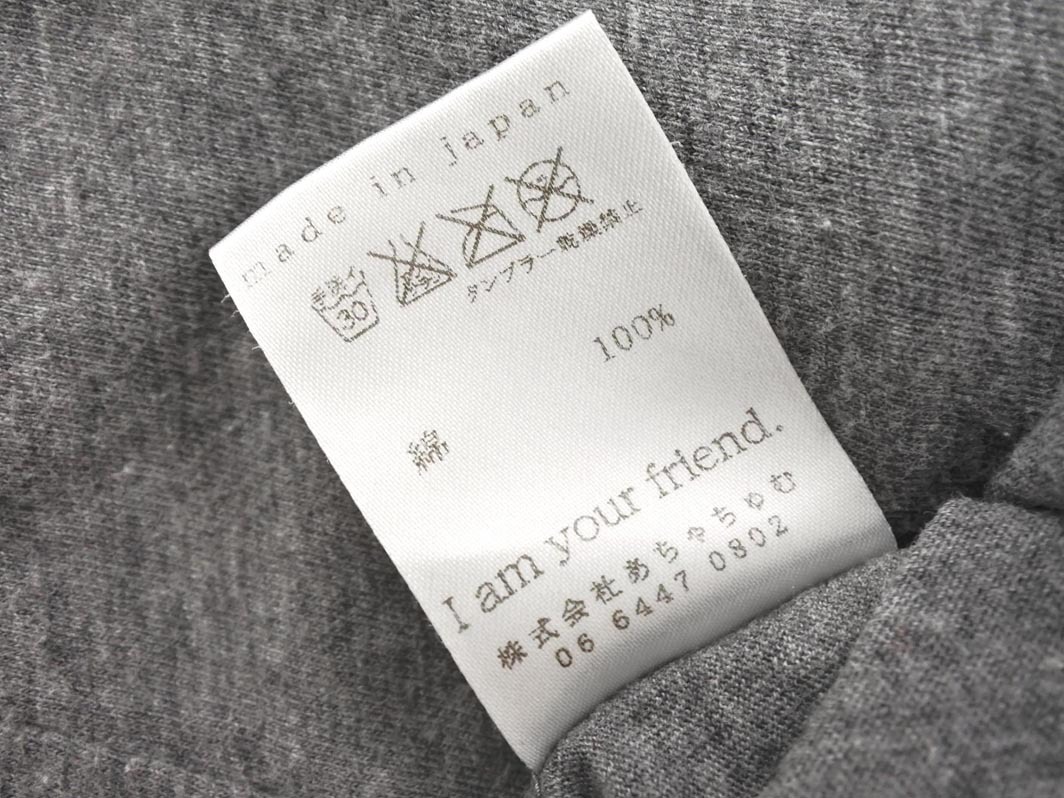 made in japan
手洗イ
30
タンブラー乾燥禁止
100%
綿
I am your friend.
株式会社あちゃちゅむ
06 6447 0802